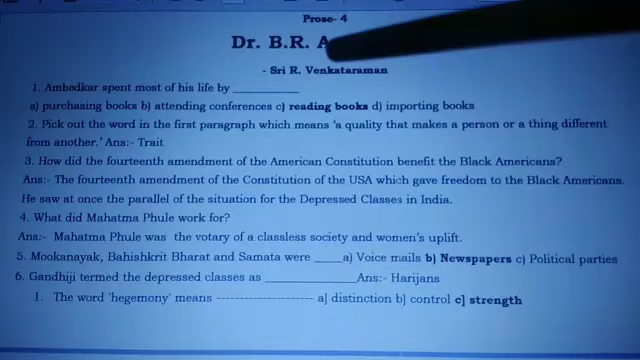 Prose- 4
Dr. B.R.
- Sri R. Venkataraman
1. Ambedkar spent most of his life by ___________
a) purchasing books b) attending conferences c) reading books d) importing books
2. Pick out the word in the first paragraph which means 'a quality that makes a person or a thing different
from another.' Ans:- Trait
3. How did the fourteenth amendment of the American Constitution benefit the Black Americans?
Ans:- The fourteenth amendment of the Constitution of the USA which gave freedom to the Black Americans.
He saw at once the parallel of the situation for the Depressed Classes in India.
4. What did Mahatma Phule work for?
Ans:- Mahatma Phule was the votary of a classless society and women's uplift.
5. Mookanayak, Bahishkrit Bharat and Samata were ____a) Voice mails b) Newspapers c) Political parties
6. Gandhiji termed the depressed classes as ______________Ans:- Harijans
1. The word 'hegemony' means --------------------- a] distinction b] control c] strength